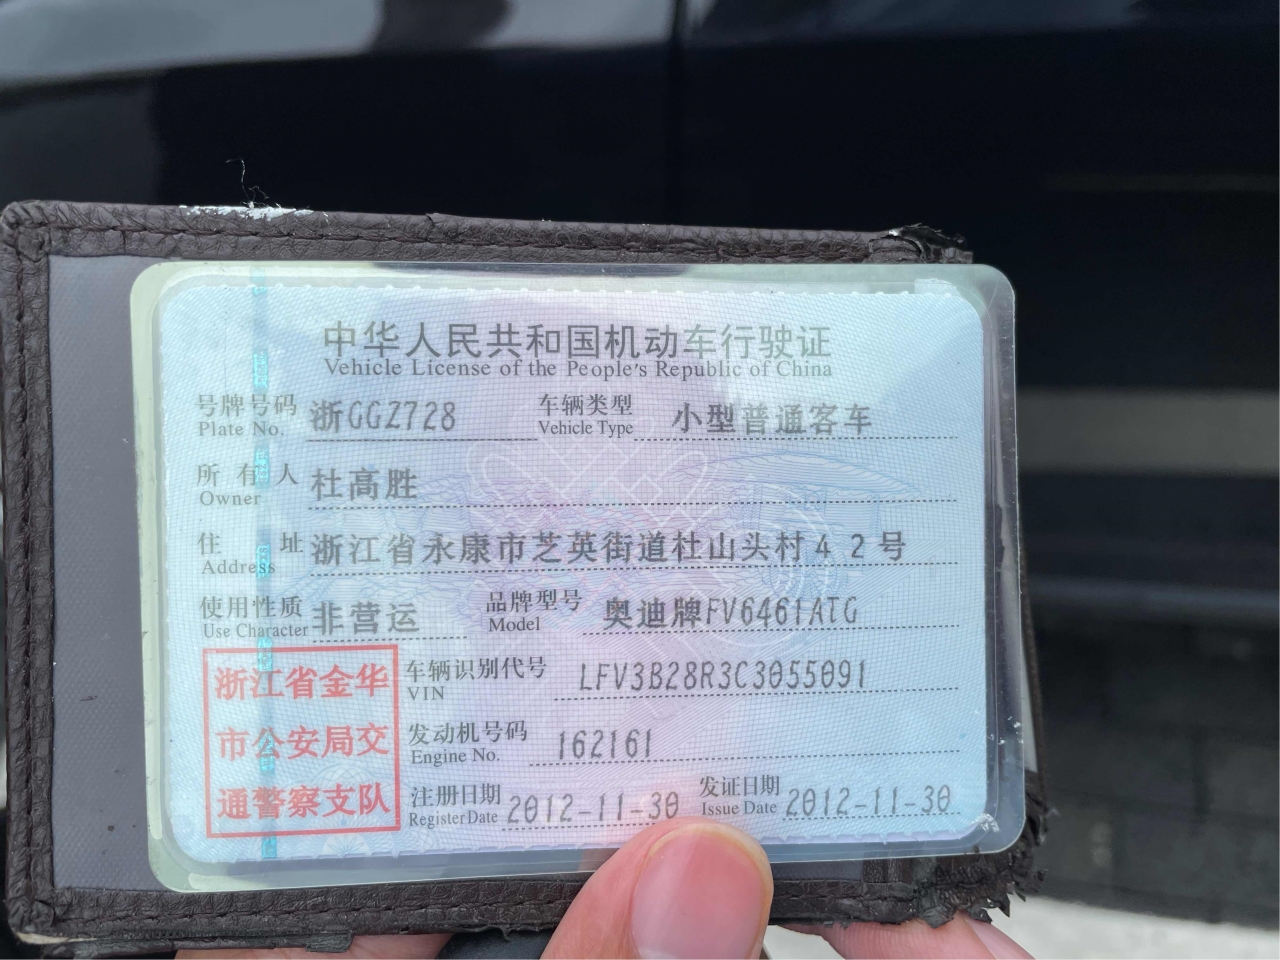 中华人民共和国机动车行驶证
Vehicle License of the People's Republic of China
号牌号码 浙GGZ728 车辆类型 小型普通客车
Plate No. Vehicle Type
所有人 杜高胜
Owner
住址 浙江省永康市芝英街道杜山头村42号
Address
使用性质 非营运 品牌型号 奥迪牌FV6461ATG
Use Character Model
浙江省金华
市公安局交
通警察支队
车辆识别代号 LFV3B28R3C3055091
VIN
发动机号码 162161
Engine No.
注册日期 2012-11-30 发证日期 2012-11-30
Register Date Issue Date